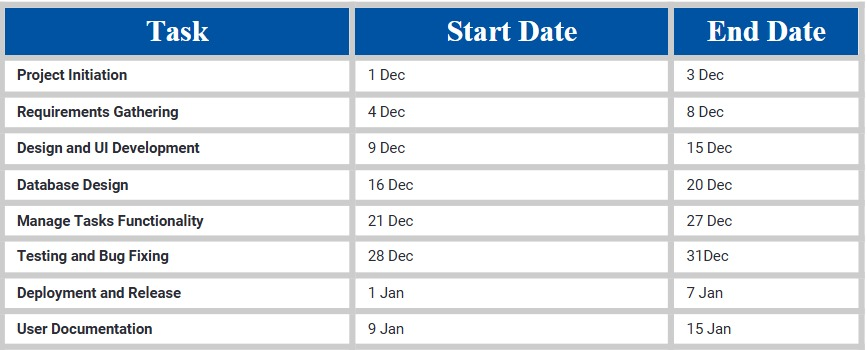 Task Start Date End Date
Project Initiation 1 Dec 3 Dec
Requirements Gathering 4 Dec 8 Dec
Design and UI Development 9 Dec 15 Dec
Database Design 16 Dec 20 Dec
Manage Tasks Functionality 21 Dec 27 Dec
Testing and Bug Fixing 28 Dec 31Dec
Deployment and Release 1 Jan 7 Jan
User Documentation 9 Jan 15 Jan